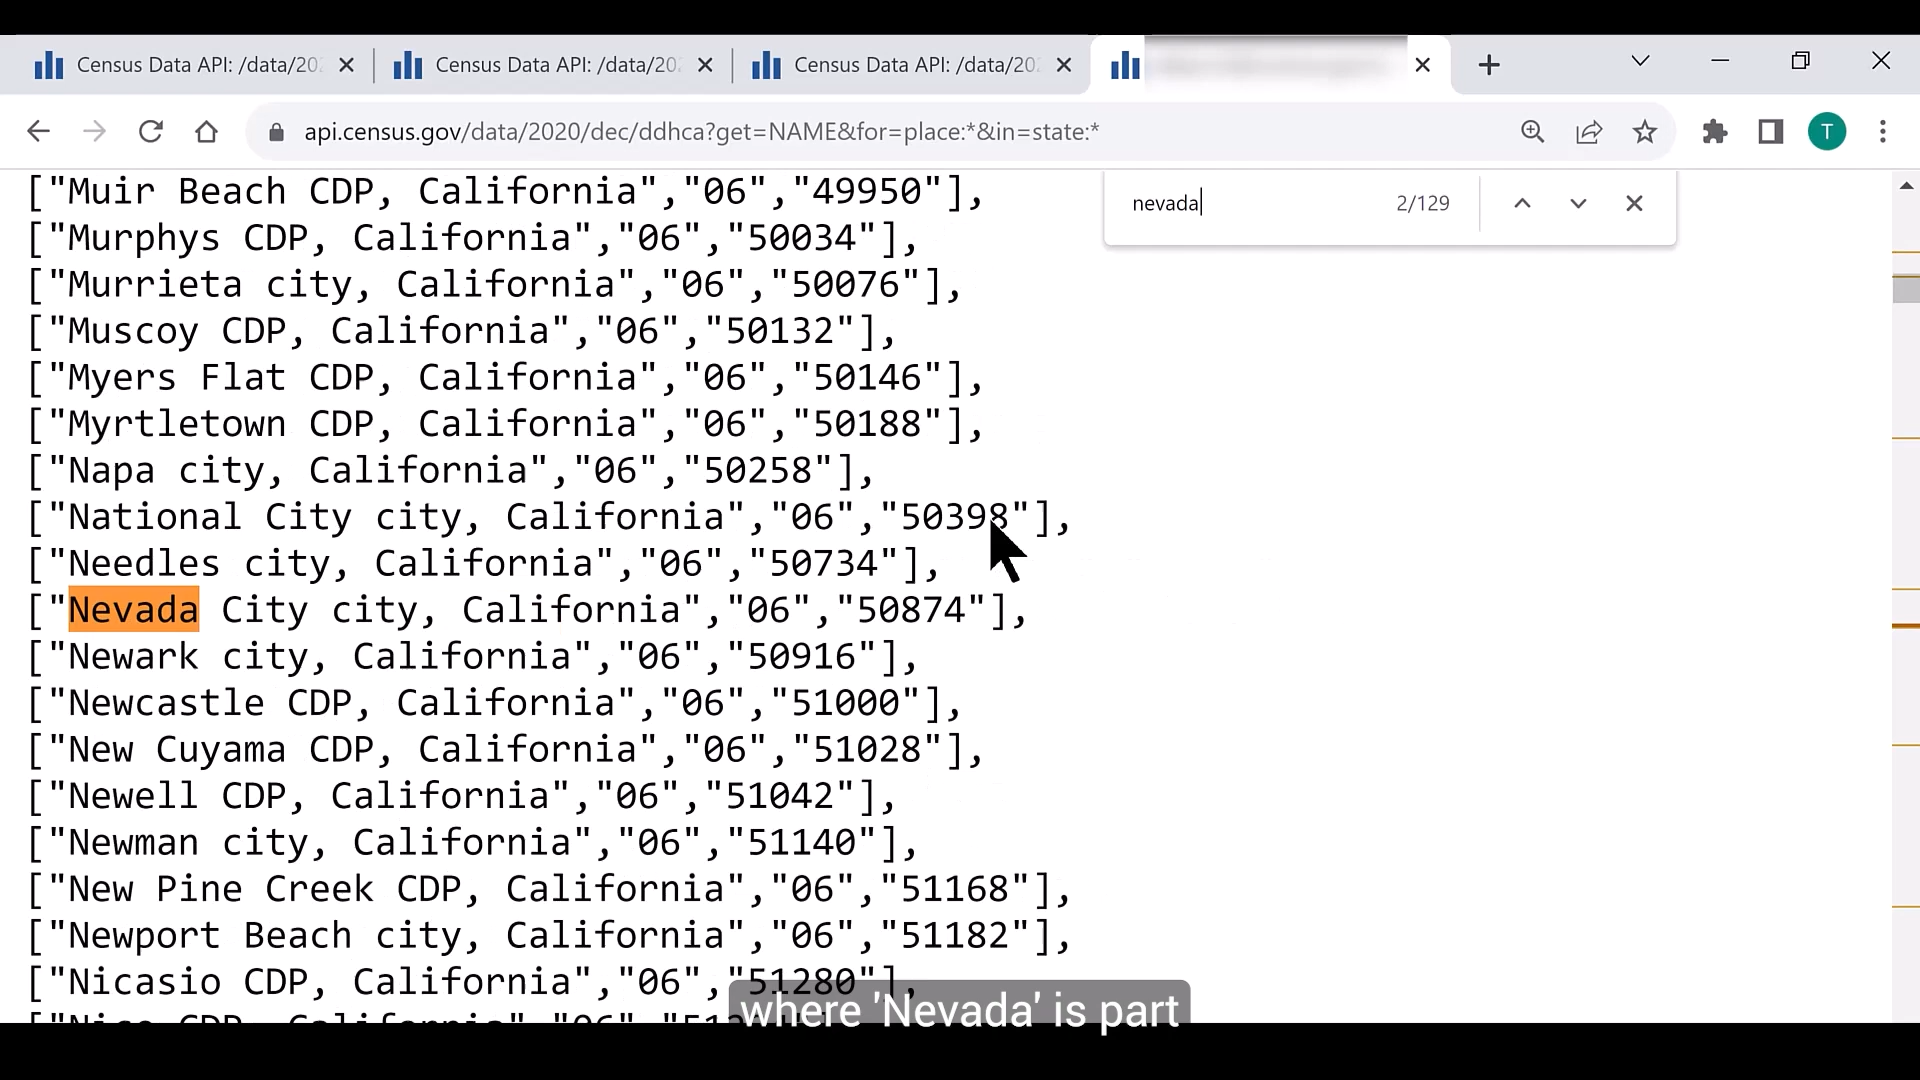 Census Data API: /data/202
Census Data API: /data/20
Census Data API: /data/202
api.census.gov/data/2020/dec/ddhca?get=NAME&for=place:*&in=state:*
T
nevada
2/129
["Muir Beach CDP, California","06","49950"],
["Murphys CDP, California","06","50034"],
["Murrieta city, California","06","50076"],
["Muscoy CDP, California","06","50132"],
["Myers Flat CDP, California","06","50146"],
["Myrtletown CDP, California","06","50188"],
["Napa city, California","06","50258"],
["National City city, California","06","50398"],
["Needles city, California","06","50734"],
["Nevada City city, California","06","50874"],
["Newark city, California","06","50916"],
["Newcastle CDP, California","06","51000"],
["New Cuyama CDP, California","06","51028"],
["Newell CDP, California","06","51042"],
["Newman city, California","06","51140"],
["New Pine Creek CDP, California","06","51168"],
["Newport Beach city, California","06","51182"],
["Nicasio CDP, California","06","51280"],
where 'Nevada' is part